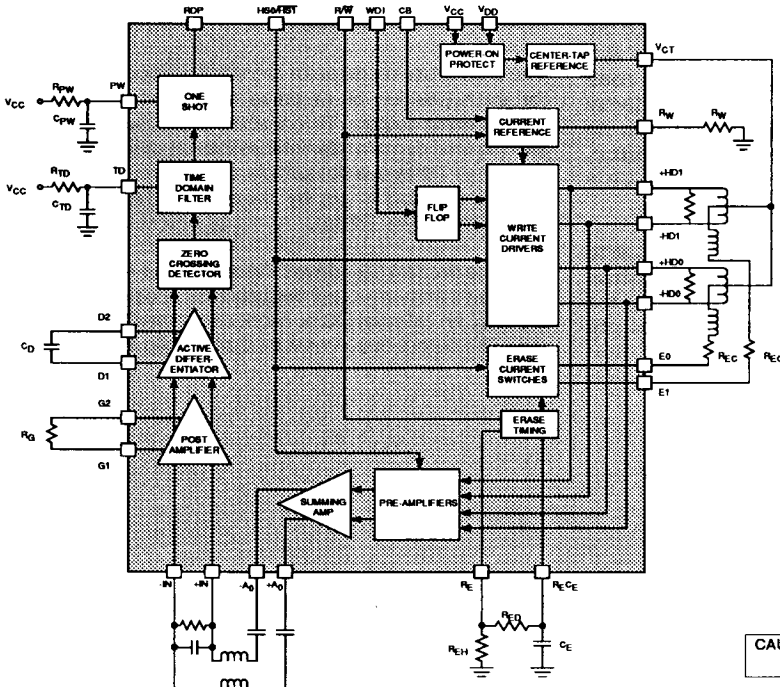 RDP HS0/HS1 R/W WDI CB VCC VDD
POWER-ON PROTECT
CENTER-TAP REFERENCE
VCT
VCC RPW PW
CPW
ONE SHOT
CURRENT REFERENCE
RW RW
VCC RTD TD
CTD
TIME DOMAIN FILTER
FLIP FLOP
WRITE CURRENT DRIVERS
+HD1
-HD1
+HD0
-HD0
ZERO CROSSING DETECTOR
D2
CD
D1
ACTIVE DIFFER-ENTIATOR
ERASE CURRENT SWITCHES
E0 REC REC
E1
G2
RG
G1
POST AMPLIFIER
ERASE TIMING
SUMMING AMP
PRE-AMPLIFIERS
-IN +IN -A0 +A0 RE RECE
RED
REH CE
CAU